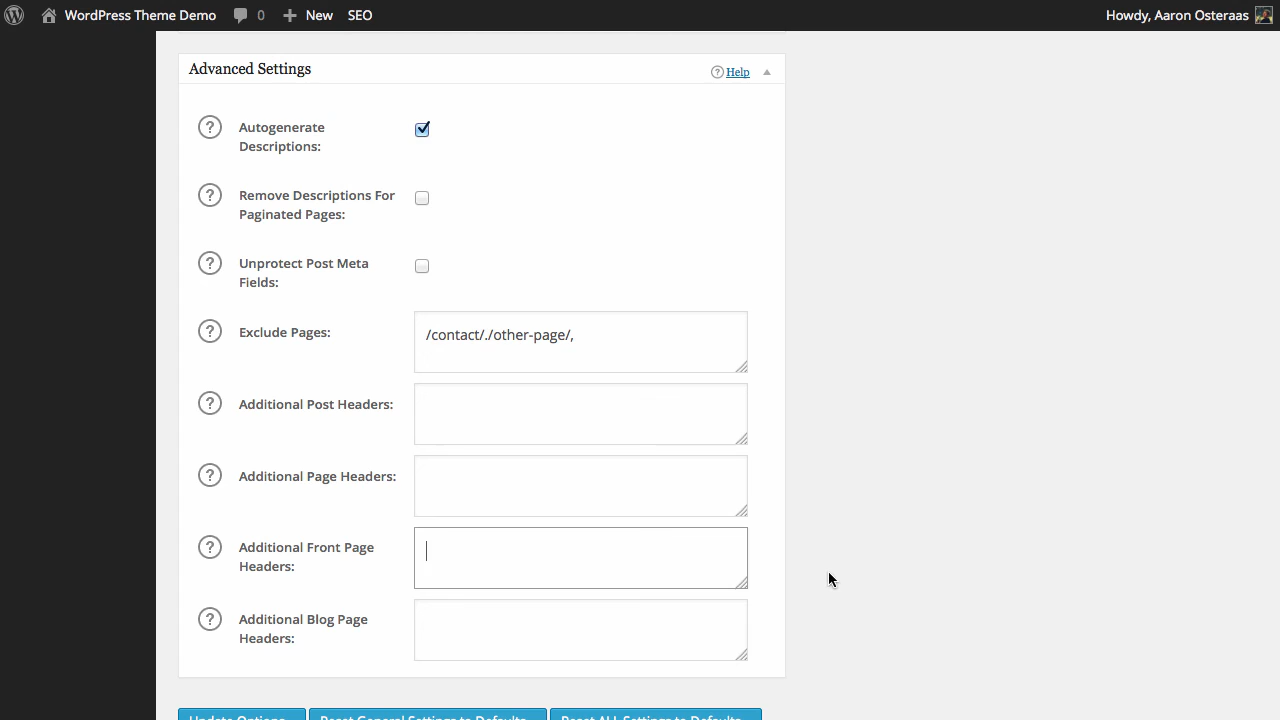 WordPress Theme Demo 0 New SEO Howdy, Aaron Osteraas
Advanced Settings
? Help
? Autogenerate
Descriptions:
? Remove Descriptions For
Paginated Pages:
? Unprotect Post Meta
Fields:
? Exclude Pages:
/contact/./other-page/,
? Additional Post Headers:
? Additional Page Headers:
? Additional Front Page
Headers:
? Additional Blog Page
Headers:
Update Options Reset General Settings to Defaults Reset ALL Settings to Defaults